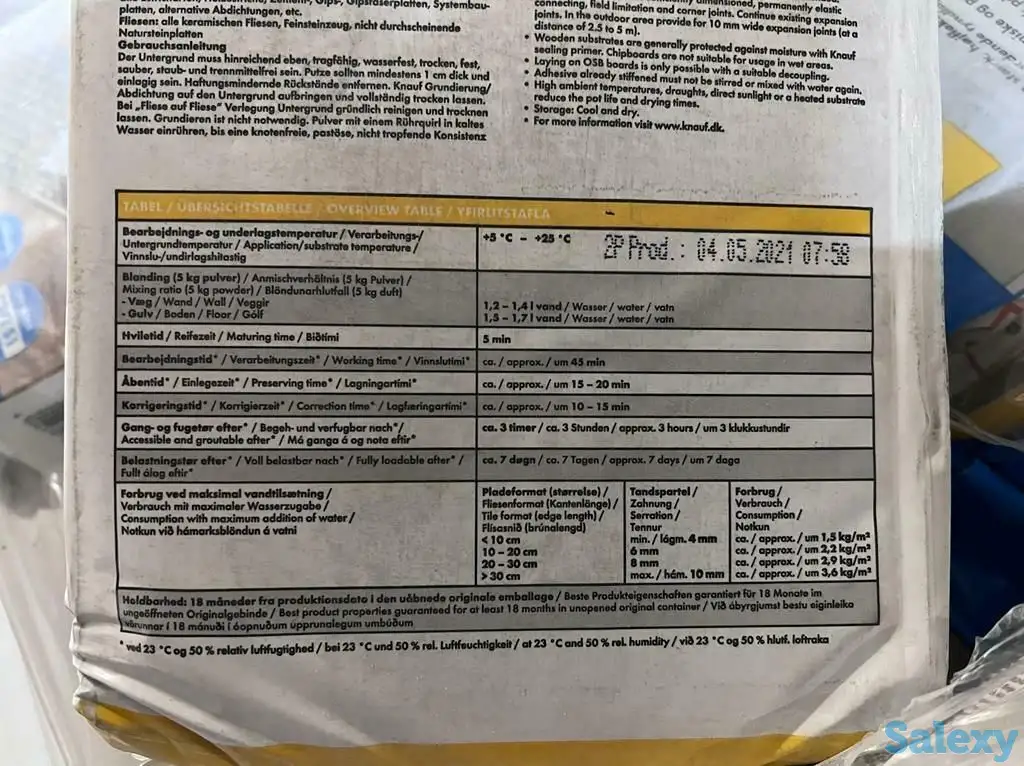 platten, alternative Abdichtungen, etc.
Fliesen: alle keramischen Fliesen, Feinsteinzeug, nicht durchscheinende
Natursteinplatten
Gebrauchsanleitung
Der Untergrund muss hinreichend eben, tragfähig, wasserfest, trocken, fest,
sauber, staub- und trennmittelfrei sein. Putze sollten mindestens 1 cm dick und
einlagig sein. Haftungsmindernde Rückstände entfernen. Knauf Grundierung/
Abdichtung auf den Untergrund aufbringen und vollständig trocken lassen.
Bei „Fliese auf Fliese" Verlegung Untergrund gründlich reinigen und trocknen
lassen. Grundieren ist nicht notwendig. Pulver mit einem Rührquirl in kaltes
Wasser einrühren, bis eine knotenfreie, pastöse, nicht tropfende Konsistenz
connecting, field limitation and corner joints. Continue existing expansion
joints. In the outdoor area provide for 10 mm wide expansion joints (at a
distance of 2.5 to 5 m).
• Wooden substrates are generally protected against moisture with Knauf
sealing primer. Chipboards are not suitable for usage in wet areas.
• Laying on OSB boards is only possible with a suitable decoupling.
• Adhesive already stiffened must not be stirred or mixed with water again.
• High ambient temperatures, draughts, direct sunlight or a heated substrate
reduce the pot life and drying times.
• Storage: Cool and dry.
• For more information visit www.knauf.dk.
TABEL / ÜBERSICHTSTABELLE / OVERVIEW TABLE / YFIRLITSTAFLA
Bearbejdnings- og underlagstemperatur / Verarbeitungs-/
Untergrundtemperatur / Application/substrate temperature /
Vinnslu-/undirlagshitastig
+5 °C – +25 °C
2P Prod. : 04.05.2021 07:58
Blanding (5 kg pulver) / Anmischverhältnis (5 kg Pulver) /
Mixing ratio (5 kg powder) / Blöndunarhlutfall (5 kg duft)
- Væg / Wand / Wall / Veggir
- Gulv / Boden / Floor / Gólf
1,2 – 1,4 l vand / Wasser / water / vatn
1,5 – 1,7 l vand / Wasser / water / vatn
Hviletid / Reifezeit / Maturing time / Biðtími
5 min
Bearbejdningstid* / Verarbeitungszeit* / Working time* / Vinnslutími*
ca. / approx. / um 45 min
Åbentid* / Einlegezeit* / Preserving time* / Lagningartími*
ca. / approx. / um 15 – 20 min
Korrigeringstid* / Korrigierzeit* / Correction time* / Lagfæringartími*
ca. / approx. / um 10 – 15 min
Gang- og fugetør efter* / Begeh- und verfugbar nach*/
Accessible and groutable after* / Má ganga á og nota eftir*
ca. 3 timer / ca. 3 Stunden / approx. 3 hours / um 3 klukkustundir
Belastningstør efter* / Voll belastbar nach* / Fully loadable after* /
Fullt álag eftir*
ca. 7 døgn / ca. 7 Tagen / approx. 7 days / um 7 daga
Forbrug ved maksimal vandtilsætning /
Verbrauch mit maximaler Wasserzugabe /
Consumption with maximum addition of water /
Notkun við hámarksblöndun á vatni
Pladeformat (størrelse) /
Fliesenformat (Kantenlänge) /
Tile format (edge length) /
Flísasnið (brúnalengd)
< 10 cm
10 – 20 cm
20 – 30 cm
> 30 cm
Tandspartel /
Zahnung /
Serration /
Tennur
min. / lágm. 4 mm
6 mm
8 mm
max. / hám. 10 mm
Forbrug /
Verbrauch /
Consumption /
Notkun
ca. / approx. / um 1,5 kg/m²
ca. / approx. / um 2,2 kg/m²
ca. / approx. / um 2,9 kg/m²
ca. / approx. / um 3,6 kg/m²
Holdbarhed: 18 måneder fra produktionsdato i den uåbnede originale emballage / Beste Produkteigenschaften garantiert für 18 Monate im
ungeöffneten Originalgebinde / Best product properties guaranteed for at least 18 months in unopened original container / Við ábyrgjumst bestu eiginleika
vörunnar í 18 mánuði í óopnuðum upprunalegum umbúðum
* ved 23 °C og 50 % relativ luftfugtighed / bei 23 °C und 50 % rel. Luftfeuchtigkeit / at 23 °C and 50 % rel. humidity / við 23 °C og 50 % hlutf. loftraka
Salexy